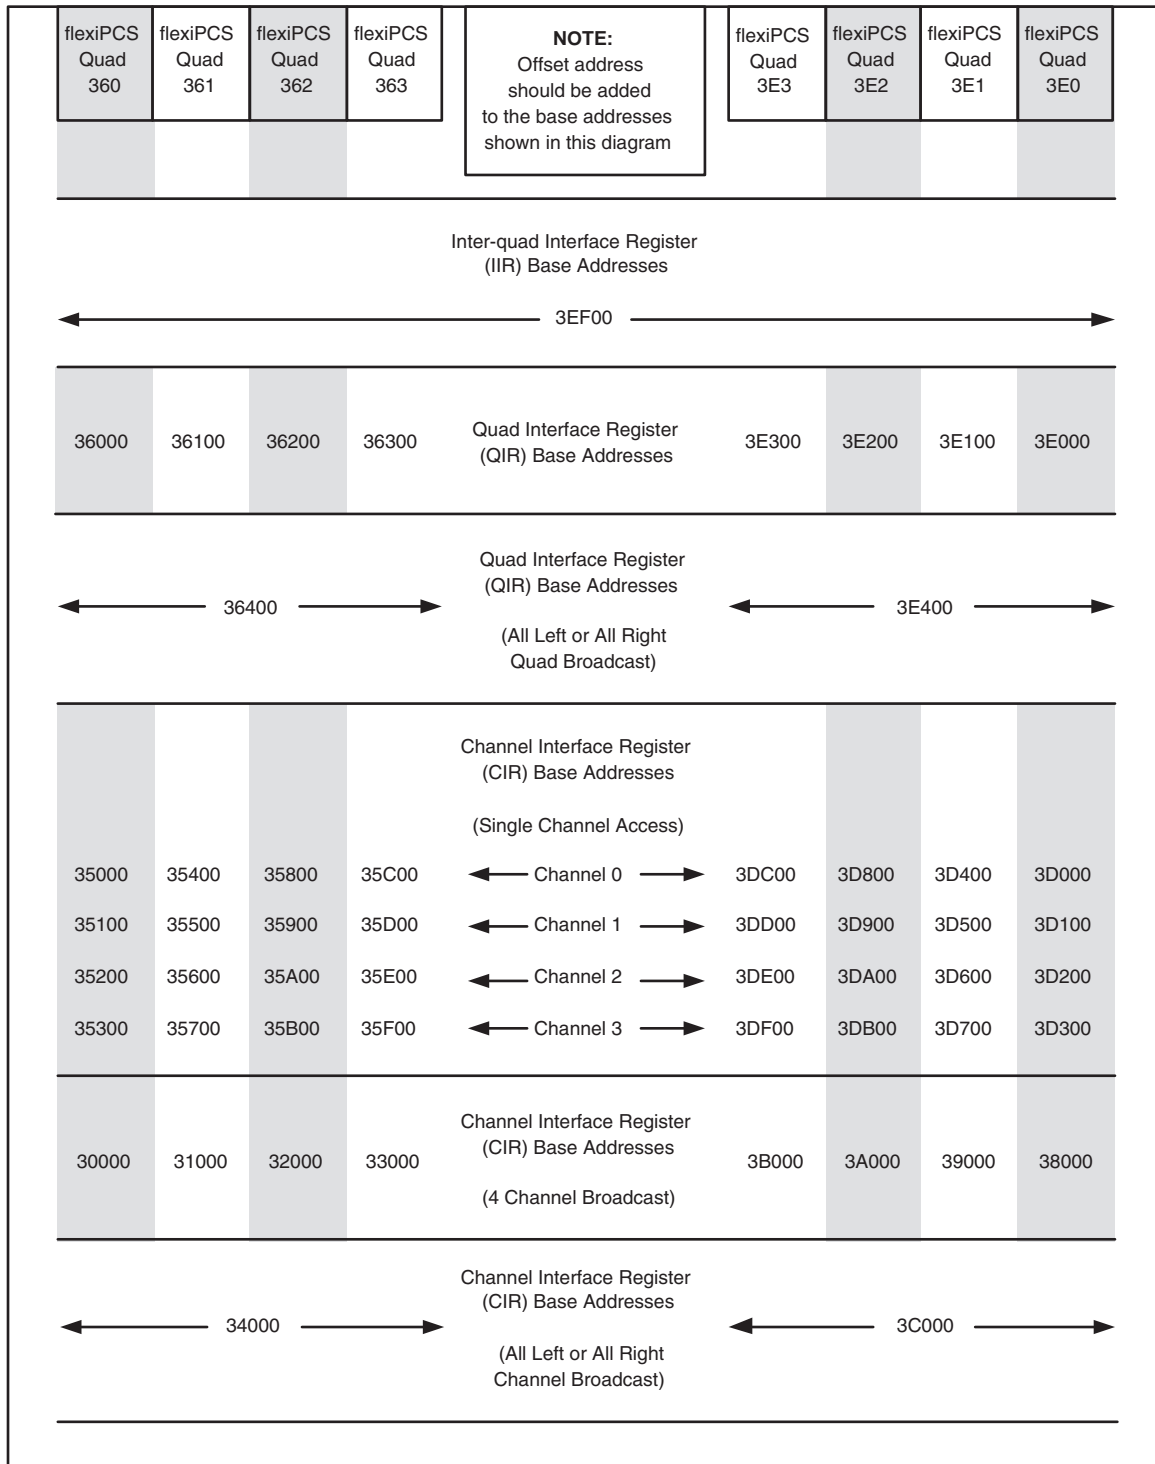 flexiPCS Quad 360
flexiPCS Quad 361
flexiPCS Quad 362
flexiPCS Quad 363
NOTE:
Offset address
should be added
to the base addresses
shown in this diagram
flexiPCS Quad 3E3
flexiPCS Quad 3E2
flexiPCS Quad 3E1
flexiPCS Quad 3E0
Inter-quad Interface Register
(IIR) Base Addresses
3EF00
36000 36100 36200 36300
Quad Interface Register
(QIR) Base Addresses
3E300 3E200 3E100 3E000
Quad Interface Register
(QIR) Base Addresses
36400 3E400
(All Left or All Right
Quad Broadcast)
Channel Interface Register
(CIR) Base Addresses
(Single Channel Access)
35000 35400 35800 35C00 Channel 0 3DC00 3D800 3D400 3D000
35100 35500 35900 35D00 Channel 1 3DD00 3D900 3D500 3D100
35200 35600 35A00 35E00 Channel 2 3DE00 3DA00 3D600 3D200
35300 35700 35B00 35F00 Channel 3 3DF00 3DB00 3D700 3D300
Channel Interface Register
(CIR) Base Addresses
30000 31000 32000 33000 3B000 3A000 39000 38000
(4 Channel Broadcast)
Channel Interface Register
(CIR) Base Addresses
34000 3C000
(All Left or All Right
Channel Broadcast)